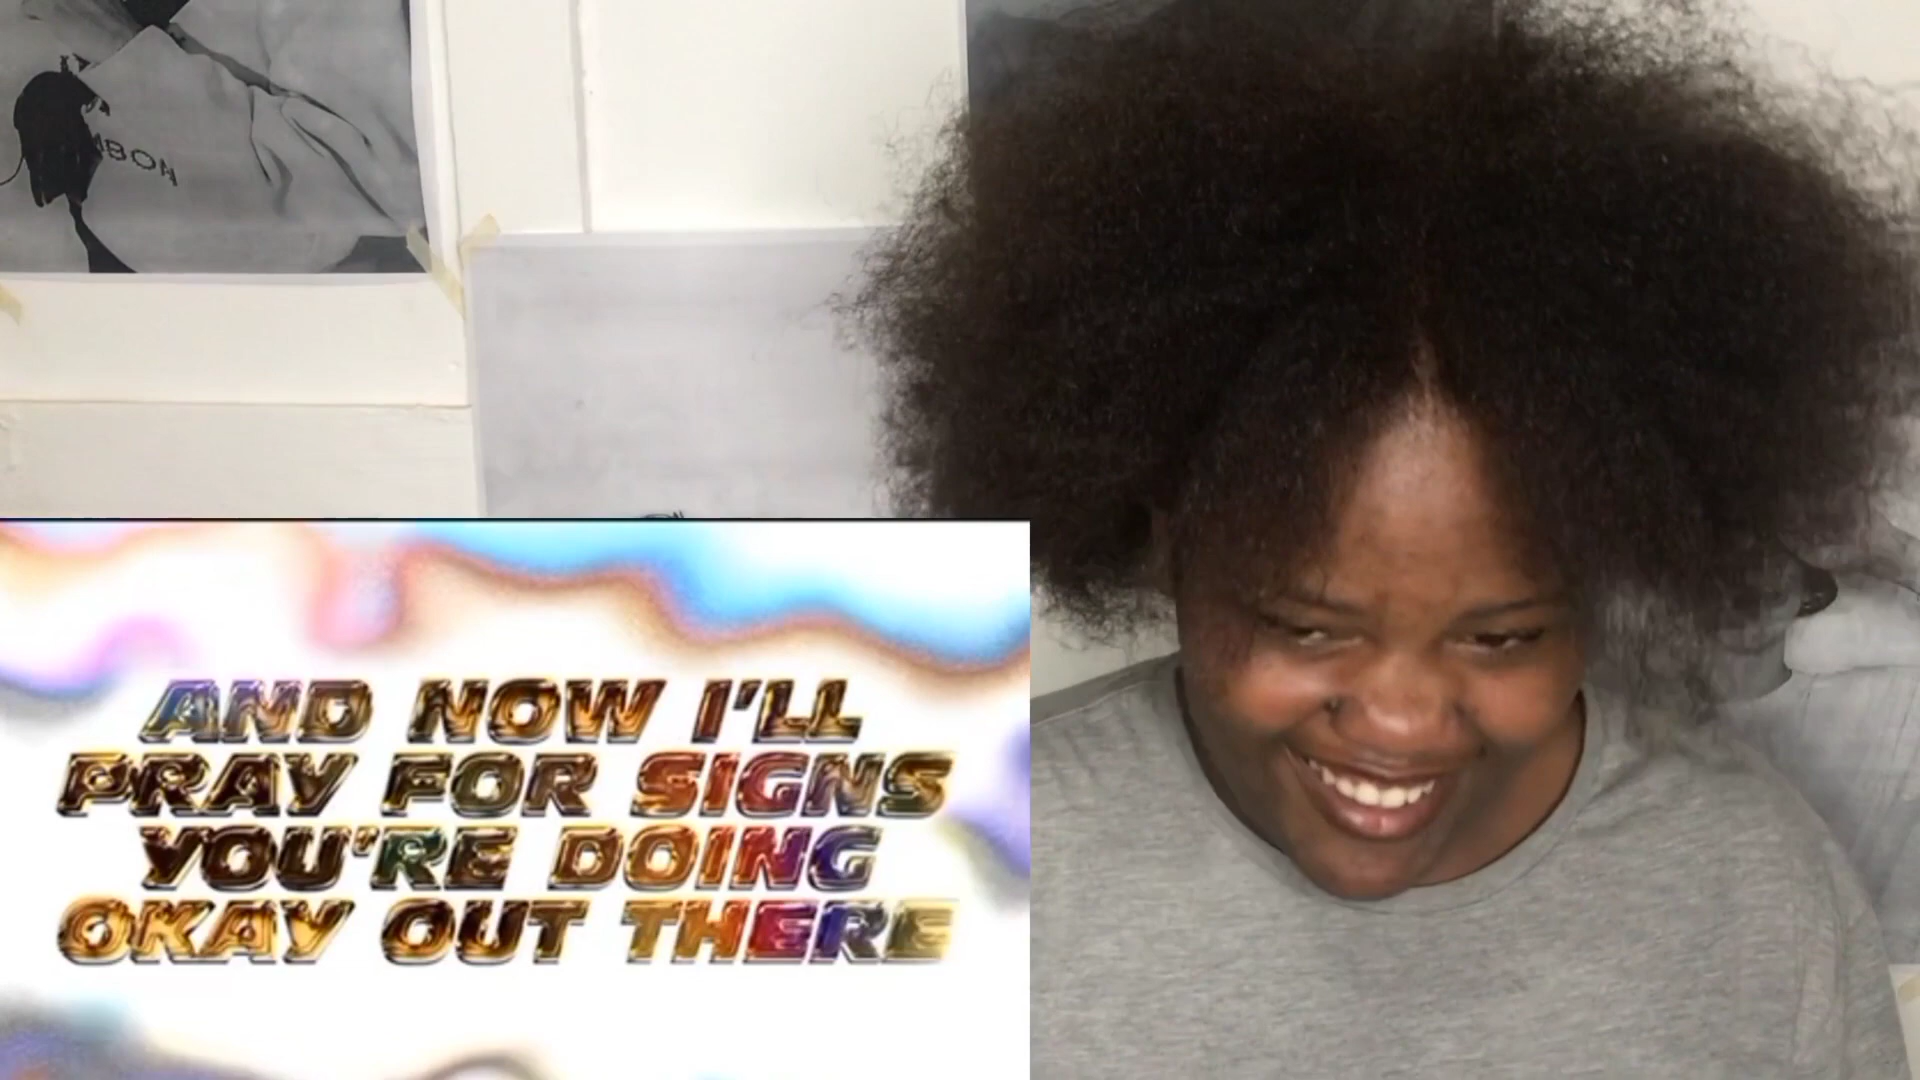 AND NOW I'LL
PRAY FOR SIGNS
YOU'RE DOING
OKAY OUT THERE